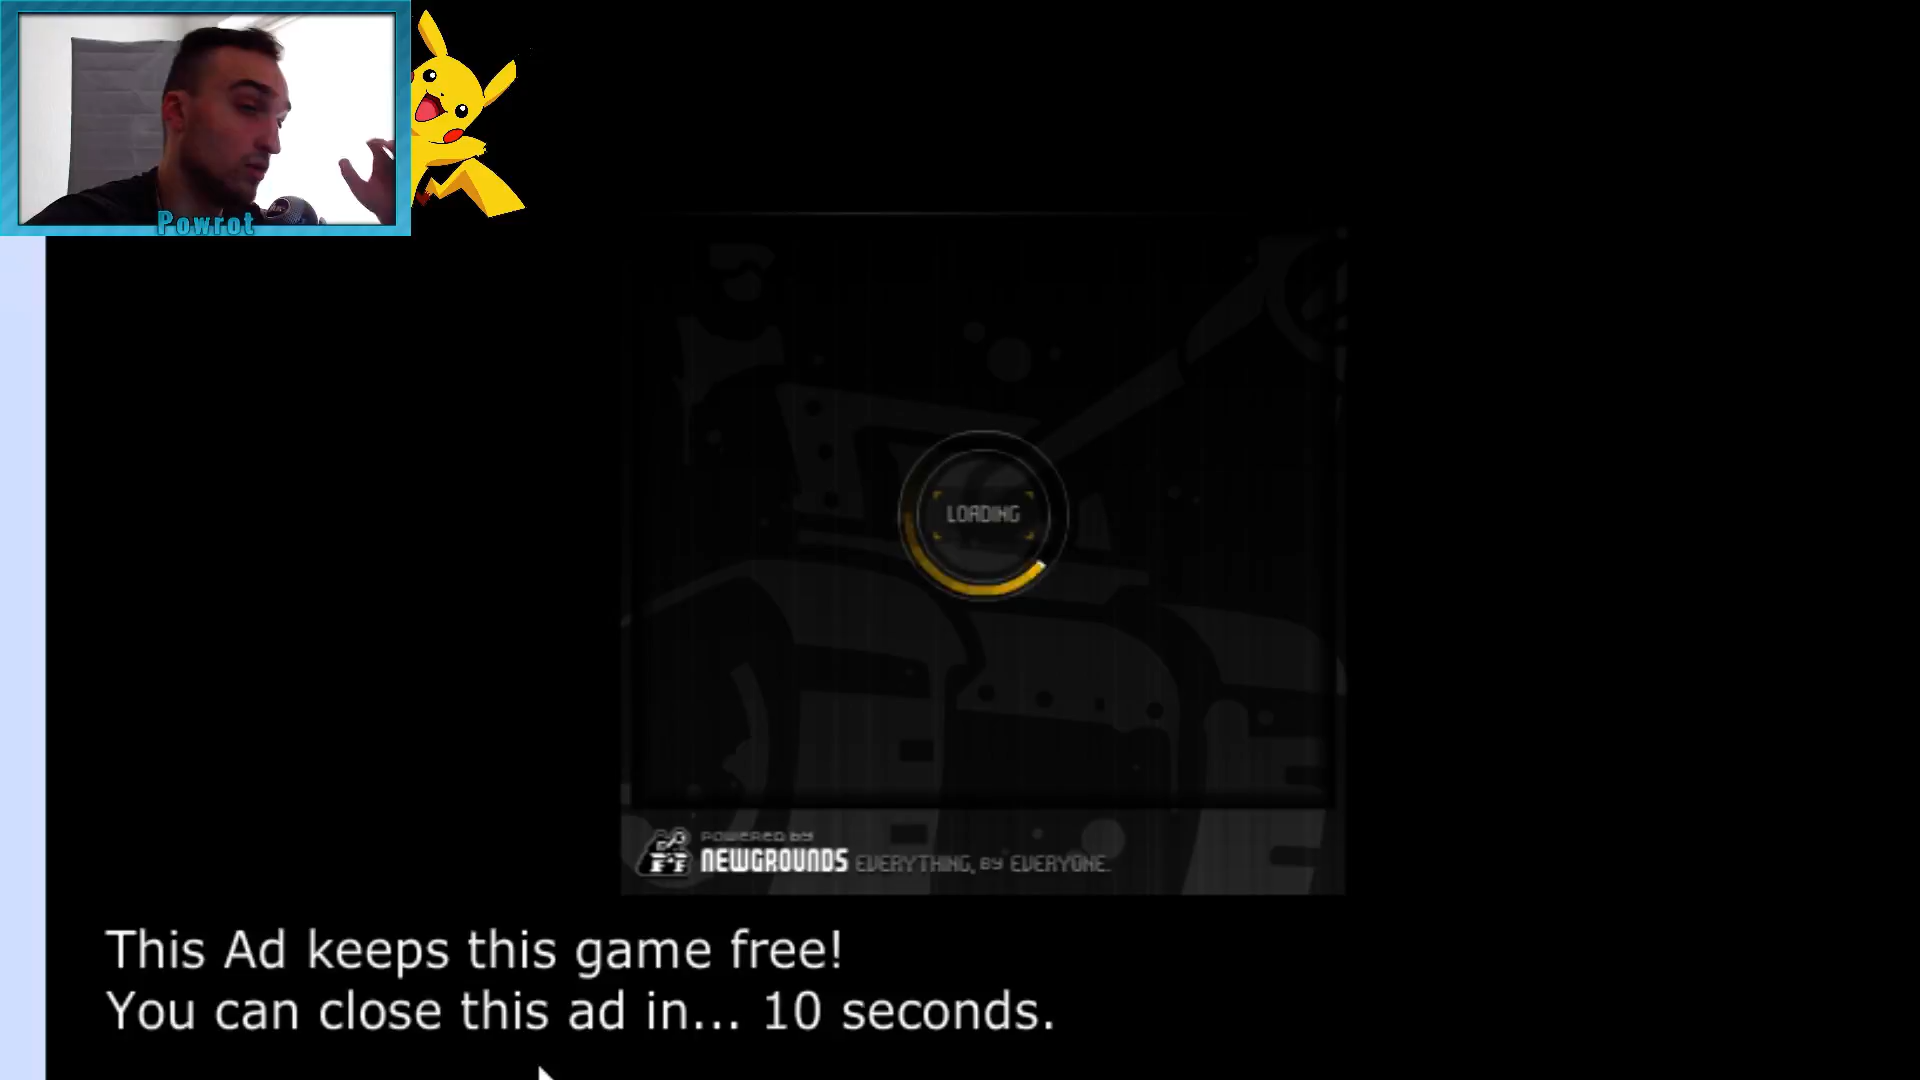 Powrot
LOADING
POWERED BY
NEWGROUNDS EVERYTHING, BY EVERYONE.
This Ad keeps this game free!
You can close this ad in... 10 seconds.